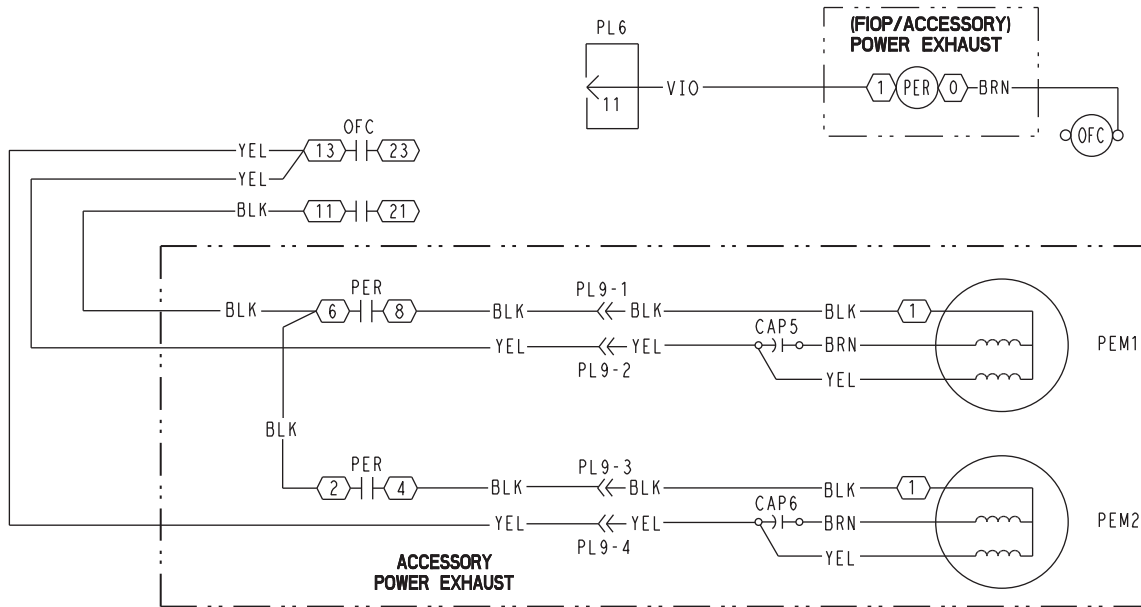 PL6
11
VIO
(FIOP/ACCESSORY)
POWER EXHAUST
1 PER 0 BRN
OFC
OFC
YEL 13 23
YEL
BLK 11 21
PER
BLK 6 8 BLK PL9-1 BLK BLK 1
YEL PL9-2 YEL CAP5 BRN
YEL
PEM1
BLK
PER
2 4 BLK PL9-3 BLK BLK 1
YEL PL9-4 YEL CAP6 BRN
YEL
PEM2
ACCESSORY
POWER EXHAUST